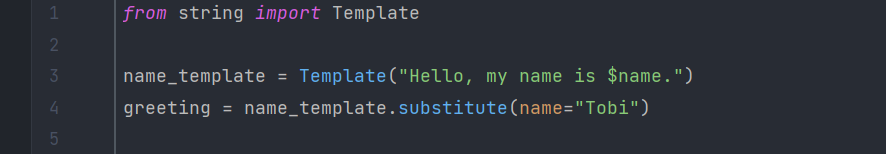 1 from string import Template
2
3 name_template = Template("Hello, my name is $name.")
4 greeting = name_template.substitute(name="Tobi")
5